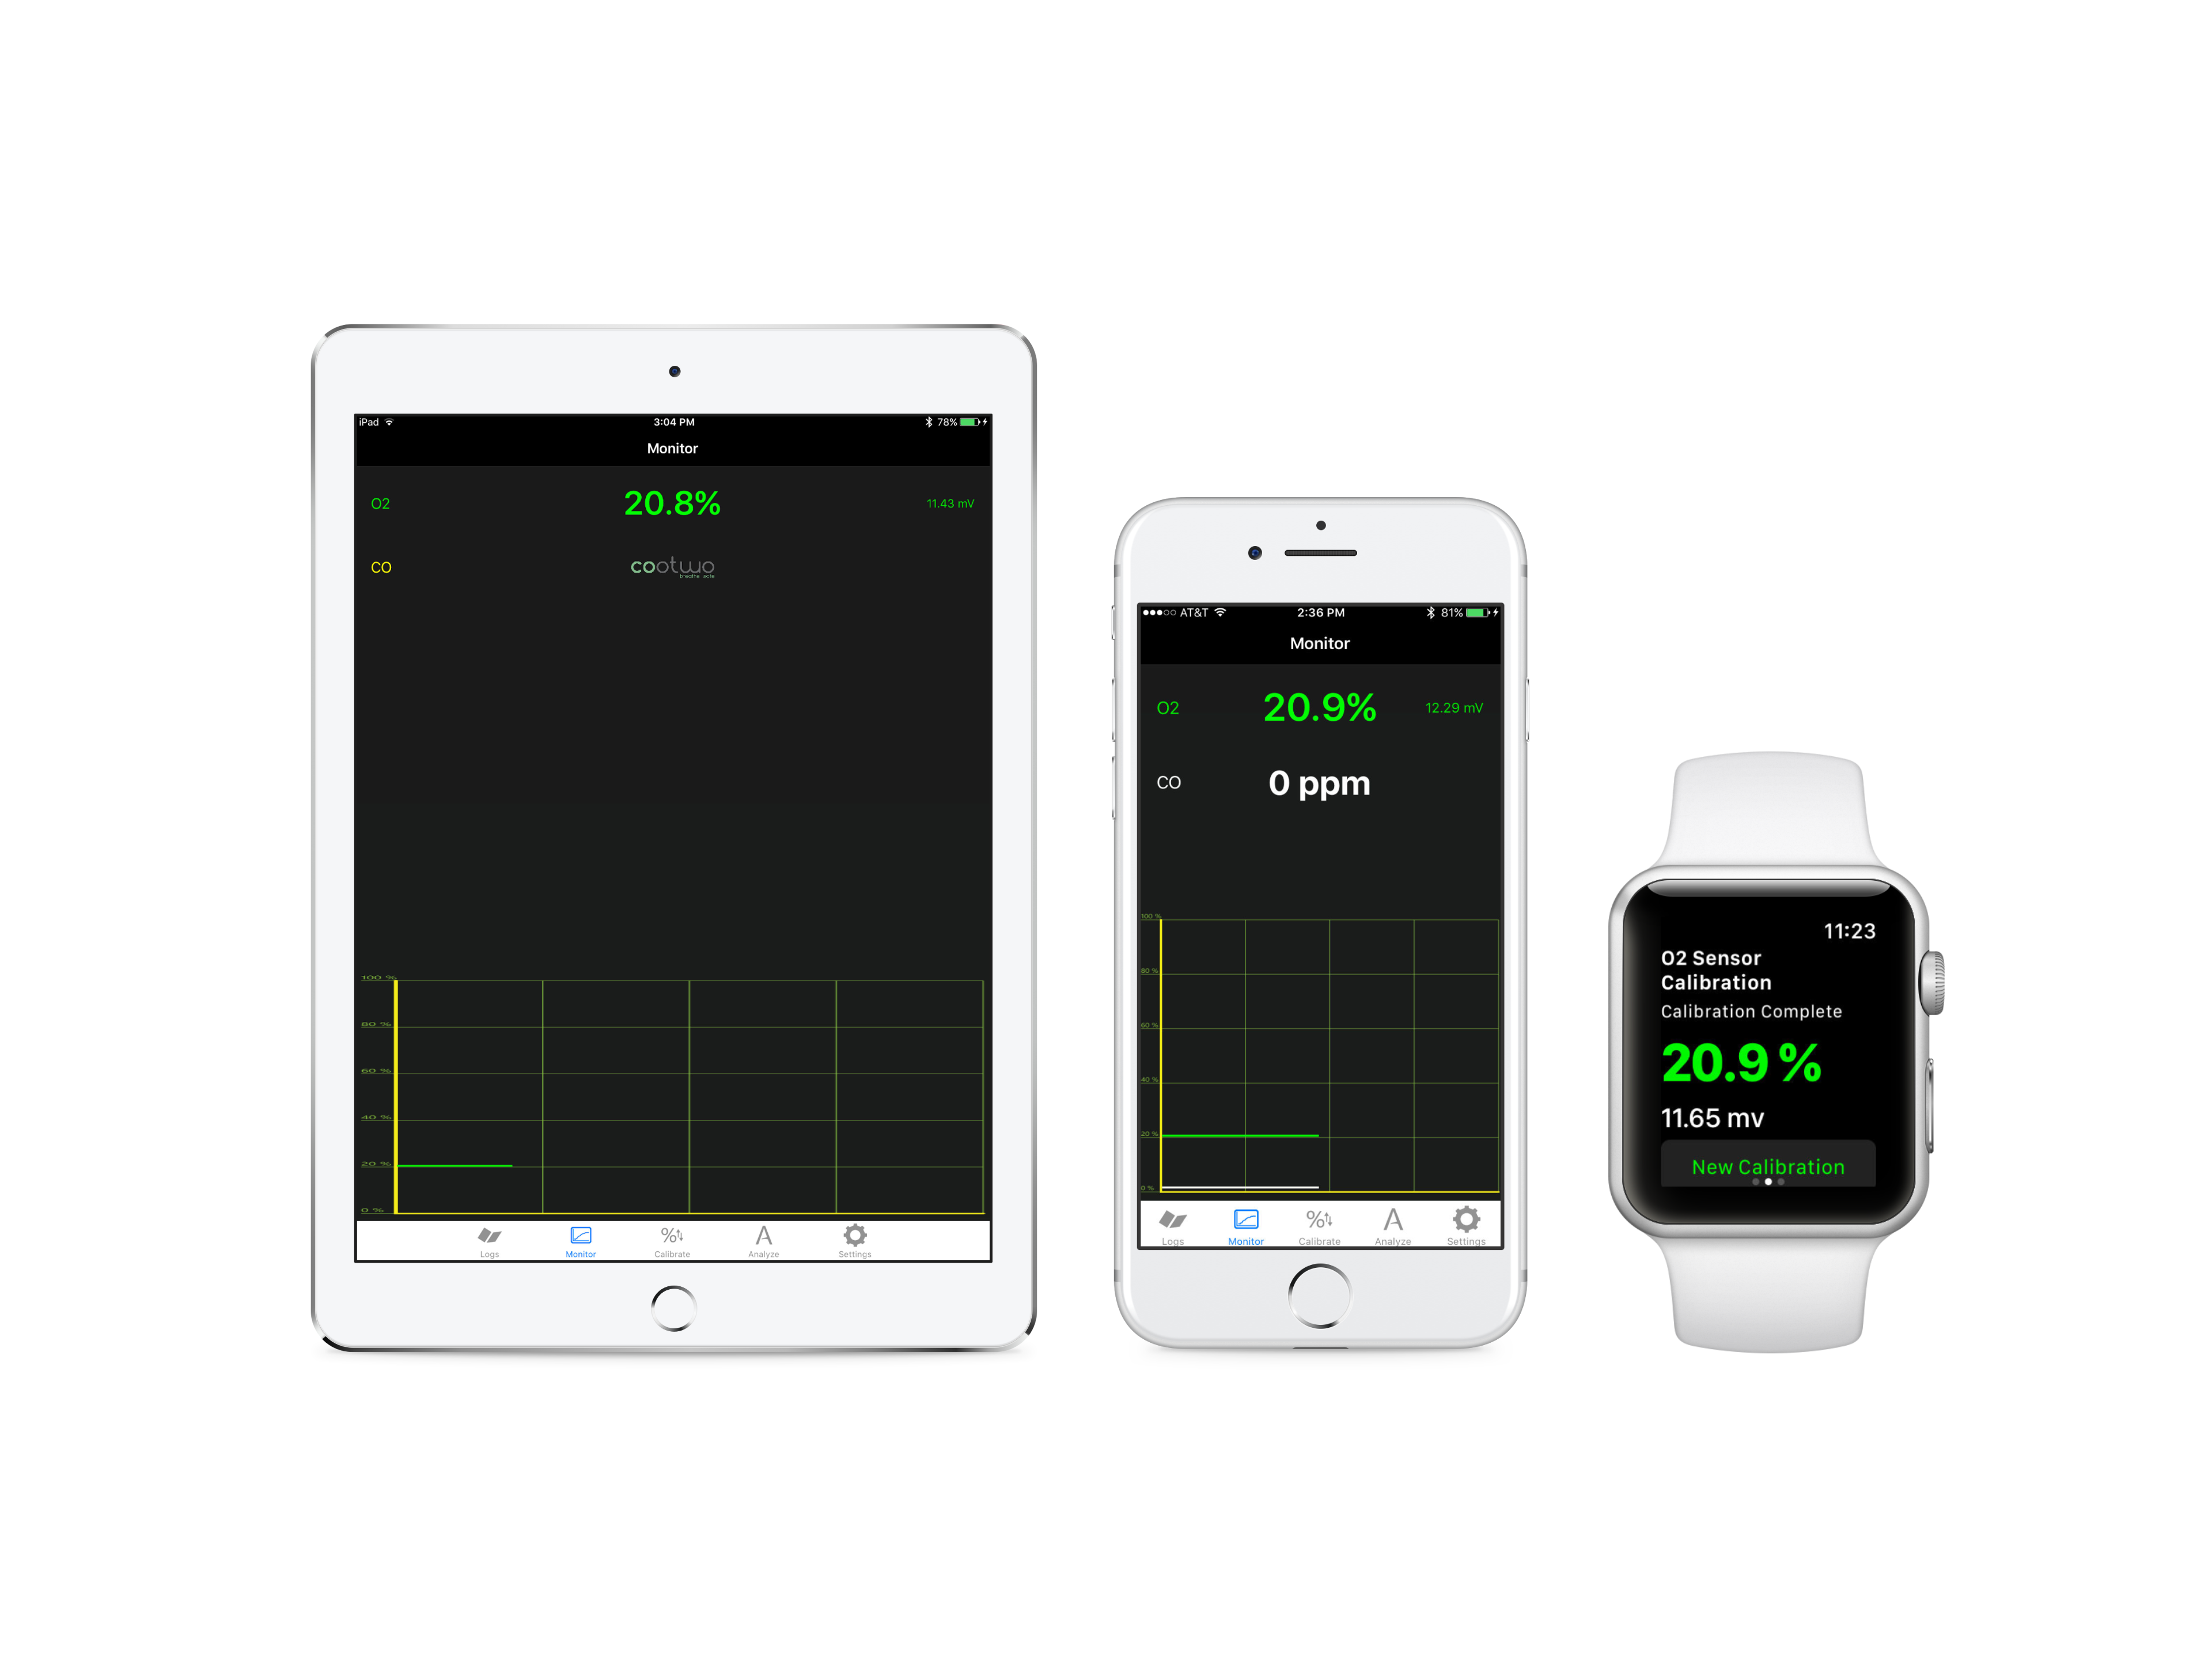 iPad 3:04 PM 78%
Monitor
O2 20.8% 11.43 mV
CO cootwo
breathe safe
100 %
80 %
60 %
40 %
20 %
0 %
Logs Monitor Calibrate Analyze Settings
AT&T 2:36 PM 81%
Monitor
O2 20.9% 12.29 mV
CO 0 ppm
100 %
80 %
60 %
40 %
20 %
0 %
Logs Monitor Calibrate Analyze Settings
11:23
O2 Sensor
Calibration
Calibration Complete
20.9 %
11.65 mv
New Calibration